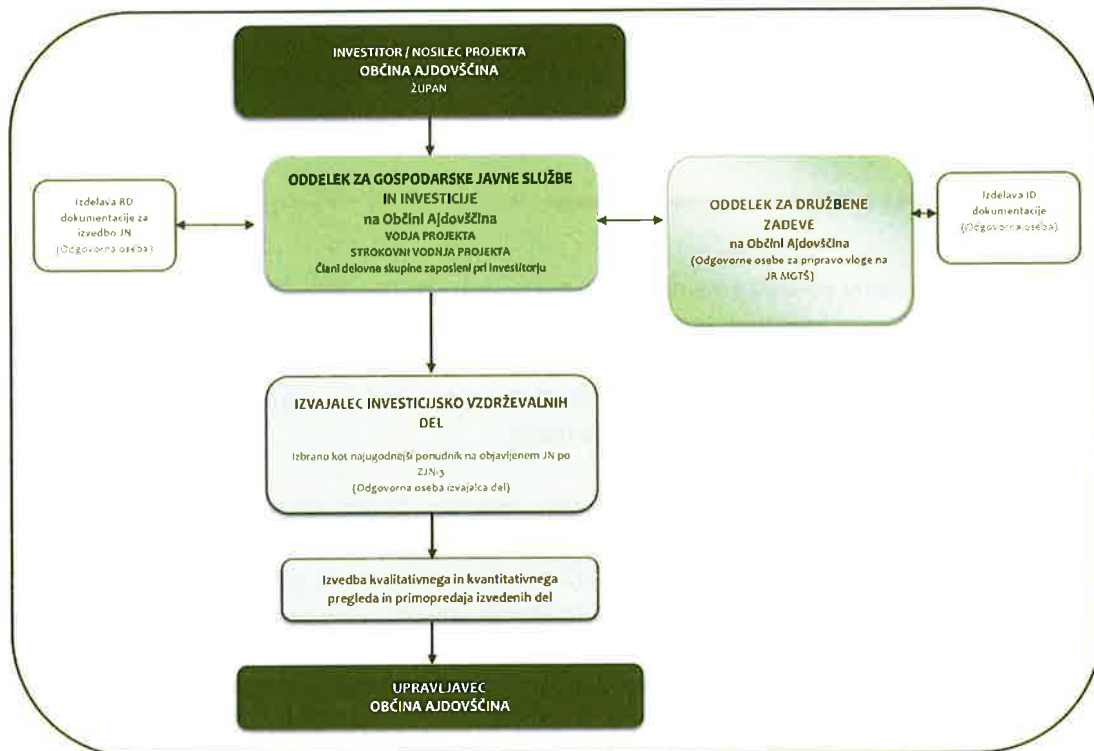 INVESTITOR / NOSILEC PROJEKTA
OBČINA AJDOVŠČINA
ŽUPAN
Izdelava RD
dokumentacije za
izvedbo JN
(Odgovorna oseba)
ODDELEK ZA GOSPODARSKE JAVNE SLUŽBE
IN INVESTICIJE
na Občini Ajdovščina
VODJA PROJEKTA
STROKOVNI VODNJA PROJEKTA
Člani delovne skupine zaposleni pri investitorju
ODDELEK ZA DRUŽBENE
ZADEVE
na Občini Ajdovščina
(Odgovorne osebe za pripravo vloge na
JR MGTŠ)
Izdelava ID
dokumentacije
(Odgovorna oseba)
IZVAJALEC INVESTICIJSKO VZDRŽEVALNIH
DEL
Izbrano kot najugodnejši ponudnik na objavljenem JN po
ZJN-3
(Odgovorna oseba izvajalca del)
Izvedba kvalitativnega in kvantitativnega
pregleda in primopredaja izvedenih del
UPRAVLJAVEC
OBČINA AJDOVŠČINA